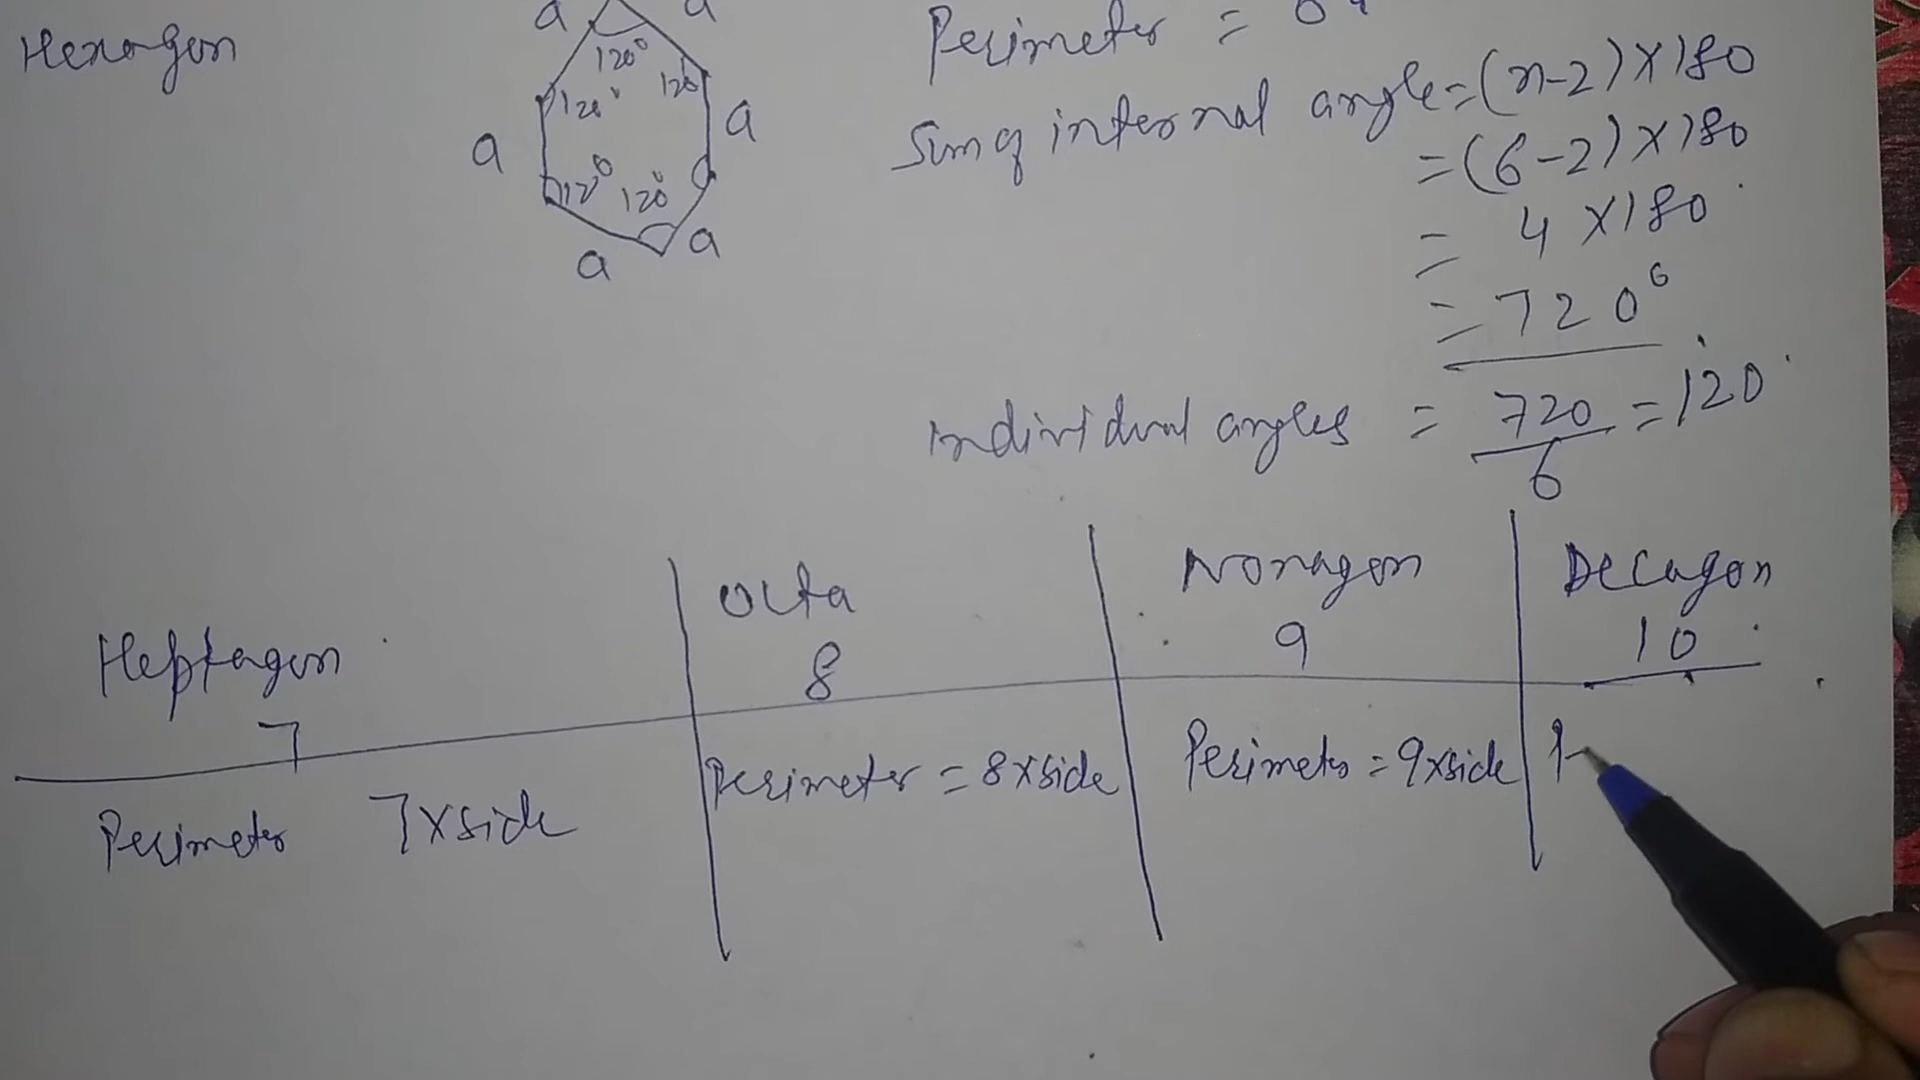 Hexagon
a a
120° 120
120°
a a
120° 120°
a a
Perimeter = 6a
Sum of internal angle = (n-2) × 180
= (6-2) × 180
= 4 × 180
= 720°
Individual angles = 720/6 = 120
Heptagon
7
Octa
8
Nonagon
9
Decagon
10
Perimeter 7 × side
Perimeter = 8 × side
Perimeter = 9 × side